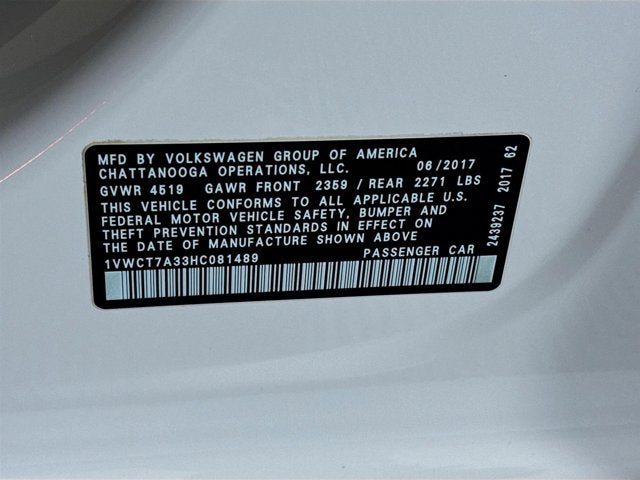 MFD BY VOLKSWAGEN GROUP OF AMERICA
CHATTANOOGA OPERATIONS, LLC. 06/2017
GVWR 4519 GAWR FRONT 2359 / REAR 2271 LBS
THIS VEHICLE CONFORMS TO ALL APPLICABLE U.S.
FEDERAL MOTOR VEHICLE SAFETY, BUMPER AND
THEFT PREVENTION STANDARDS IN EFFECT ON
THE DATE OF MANUFACTURE SHOWN ABOVE
1VWCT7A33HC081489 PASSENGER CAR
2439237 2017 62